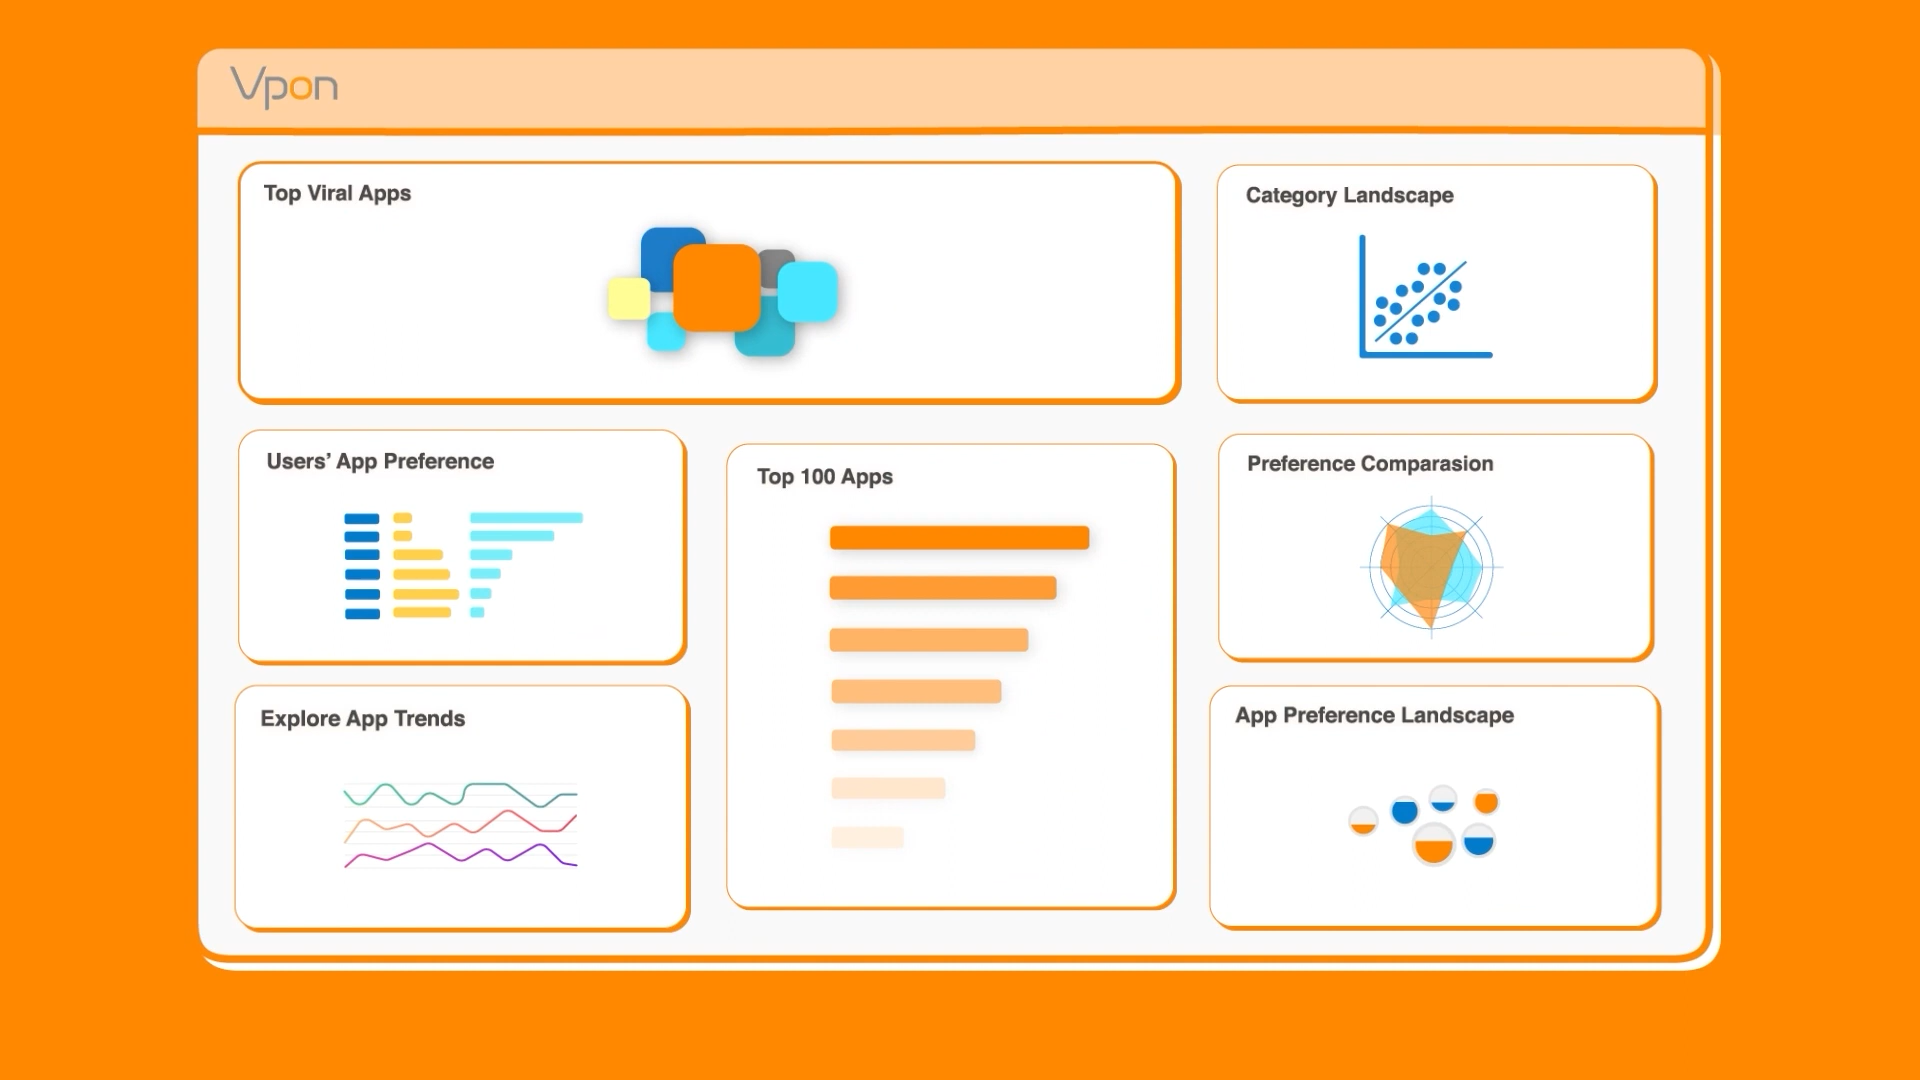 Vpon
Top Viral Apps
Category Landscape
Users’ App Preference
Top 100 Apps
Preference Comparasion
Explore App Trends
App Preference Landscape